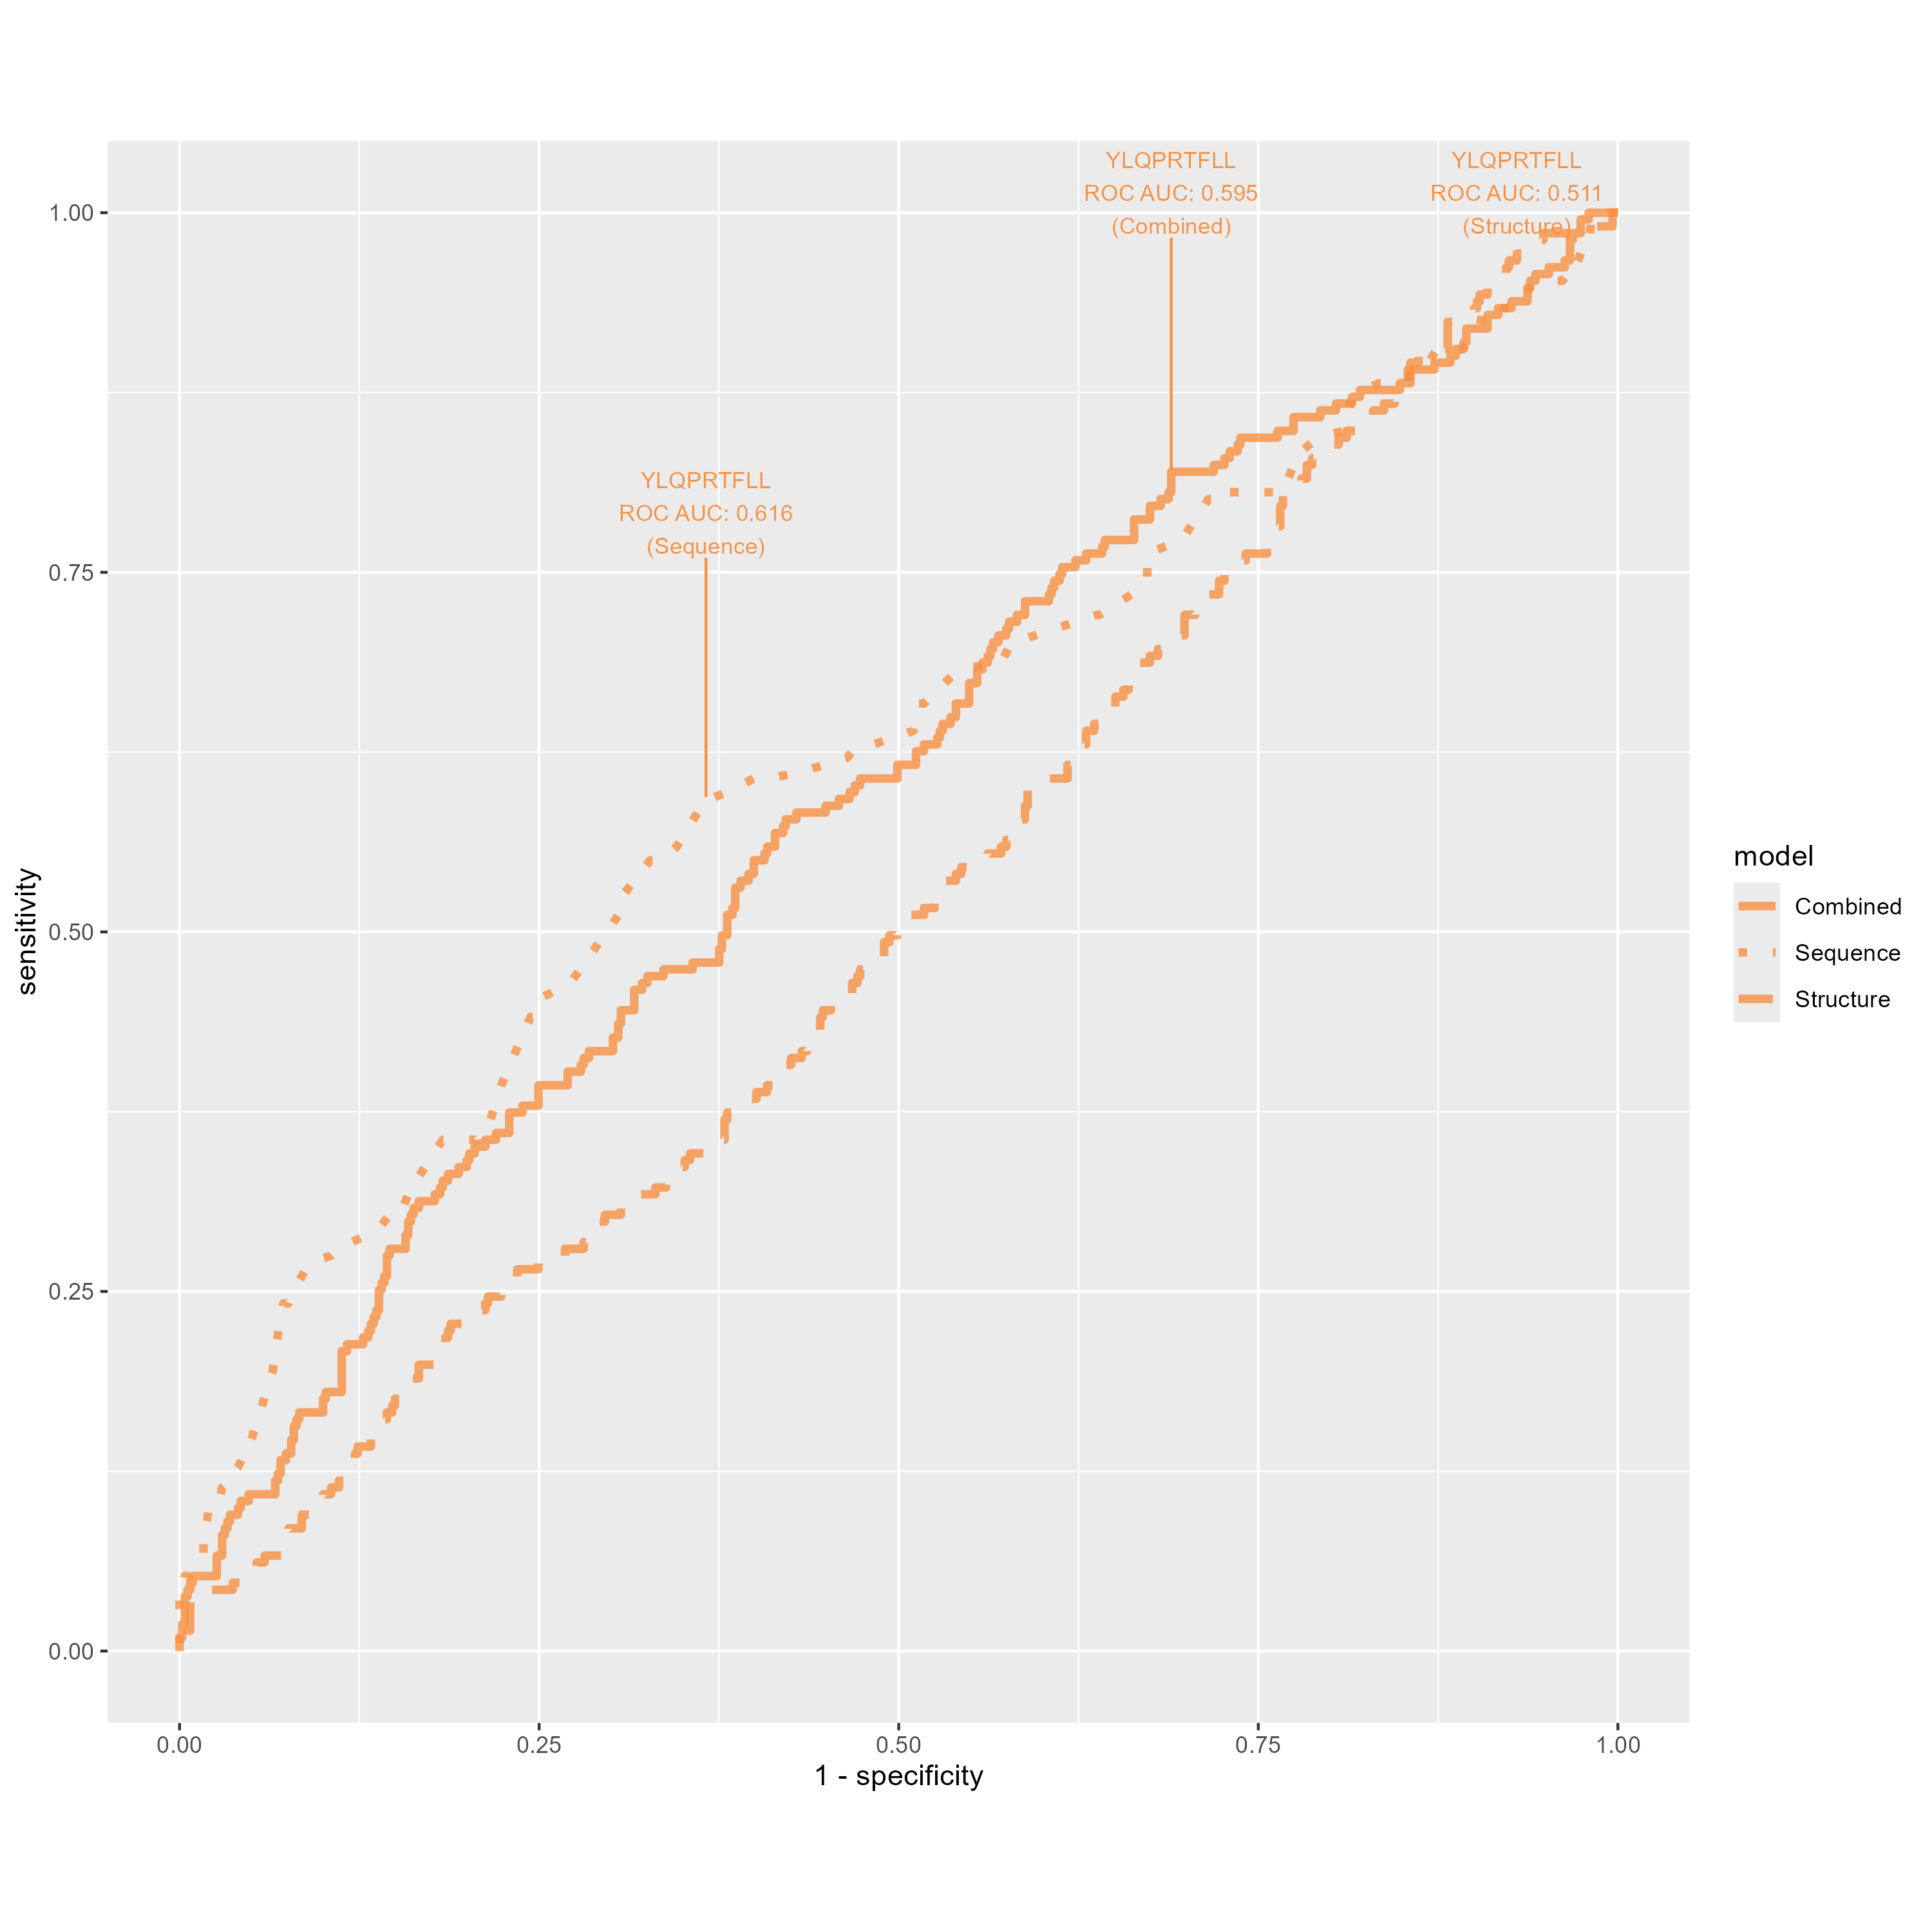 YLQPRTFLL
ROC AUC: 0.595
(Combined)
YLQPRTFLL
ROC AUC: 0.511
(Structure)
YLQPRTFLL
ROC AUC: 0.616
(Sequence)
1.00
0.75
0.50
0.25
0.00
sensitivity
0.00
0.25
0.50
0.75
1.00
1 - specificity
model
Combined
Sequence
Structure